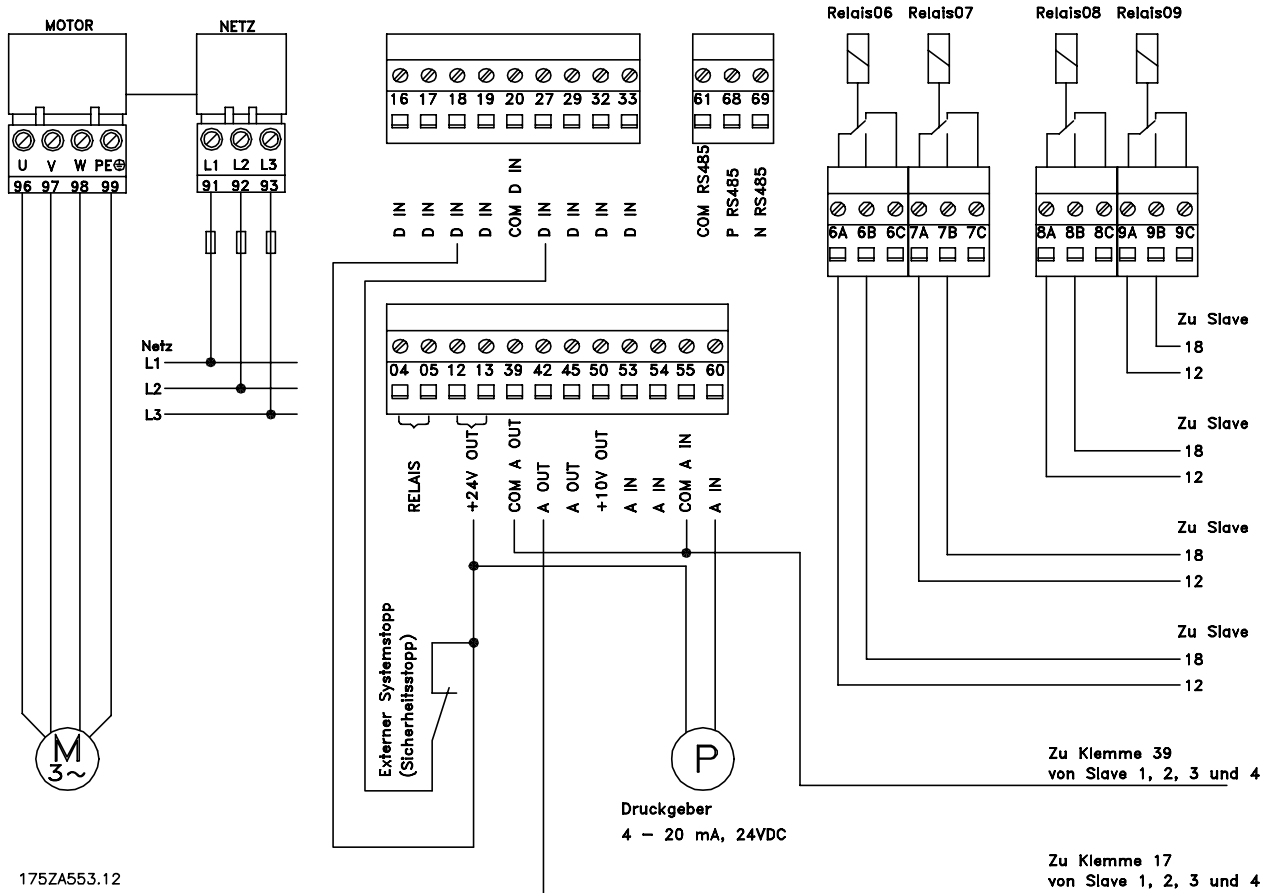 MOTOR
NETZ
U V W PE
96 97 98 99
L1 L2 L3
91 92 93
Netz
L1
L2
L3
M
3~
16 17 18 19 20 27 29 32 33
D IN
D IN
D IN
D IN
COM D IN
D IN
D IN
D IN
D IN
61 68 69
COM RS485
P RS485
N RS485
04 05 12 13 39 42 45 50 53 54 55 60
RELAIS
+24V OUT
COM A OUT
A OUT
A OUT
+10V OUT
A IN
A IN
COM A IN
A IN
Externer Systemstopp
(Sicherheitsstopp)
P
Druckgeber
4 – 20 mA, 24VDC
Relais06 Relais07 Relais08 Relais09
6A 6B 6C 7A 7B 7C
8A 8B 8C 9A 9B 9C
Zu Slave
18
12
Zu Slave
18
12
Zu Slave
18
12
Zu Slave
18
12
Zu Klemme 39
von Slave 1, 2, 3 und 4
Zu Klemme 17
von Slave 1, 2, 3 und 4
175ZA553.12